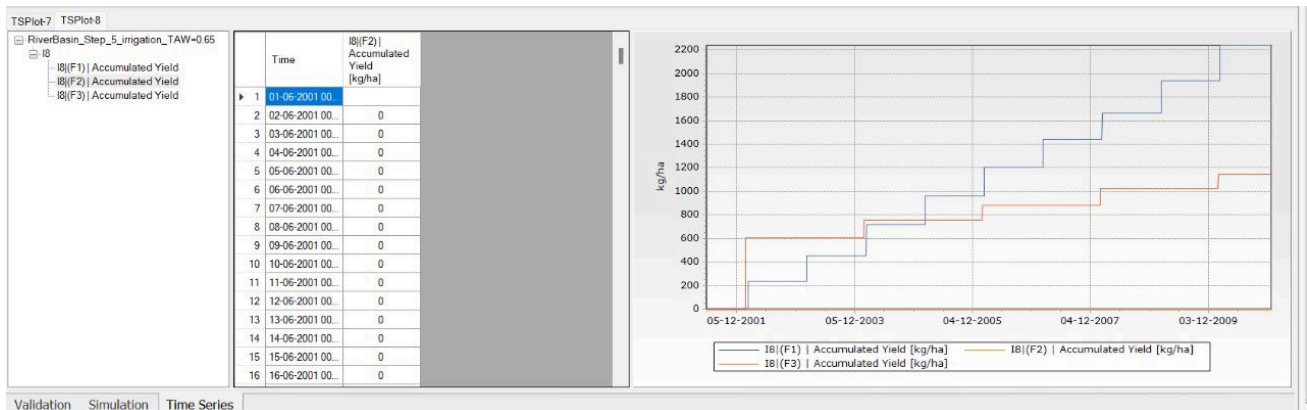 TSPlot-7 TSPlot-8
RiverBasin_Step_5_irrigation_TAW=0.65
I8
I8|(F1) | Accumulated Yield
I8|(F2) | Accumulated Yield
I8|(F3) | Accumulated Yield
Time I8|(F2) |
Accumulated
Yield
[kg/ha]
1 01-06-2001 00...
2 02-06-2001 00... 0
3 03-06-2001 00... 0
4 04-06-2001 00... 0
5 05-06-2001 00... 0
6 06-06-2001 00... 0
7 07-06-2001 00... 0
8 08-06-2001 00... 0
9 09-06-2001 00... 0
10 10-06-2001 00... 0
11 11-06-2001 00... 0
12 12-06-2001 00... 0
13 13-06-2001 00... 0
14 14-06-2001 00... 0
15 15-06-2001 00... 0
16 16-06-2001 00... 0
kg/ha
2200
2000
1800
1600
1400
1200
1000
800
600
400
200
0
05-12-2001 05-12-2003 04-12-2005 04-12-2007 03-12-2009
I8|(F1) | Accumulated Yield [kg/ha] I8|(F2) | Accumulated Yield [kg/ha]
I8|(F3) | Accumulated Yield [kg/ha]
Validation Simulation Time Series